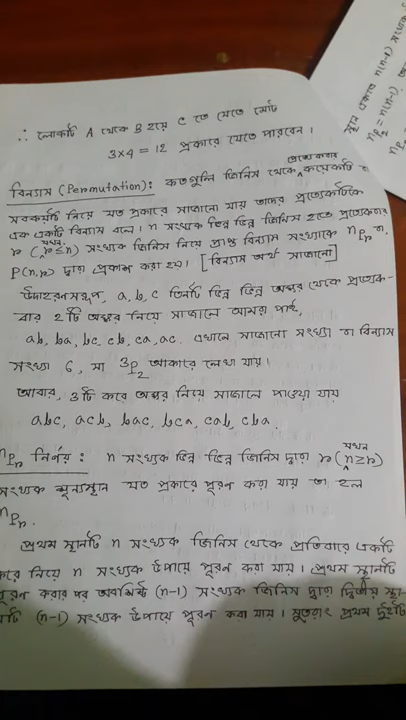 ∴ লোকটি A থেকে B হয়ে C তে যেতে মোট
3×4 = 12 প্রকারে যেতে পারবেন।
বিন্যাস (Permutation): কতগুলি জিনিস থেকে প্রত্যেকবার কয়েকটি বা
সবকয়টি নিয়ে যত প্রকারে সাজানো যায় তাদের প্রত্যেকটিকে
এক একটি বিন্যাস বলে। n সংখ্যক ভিন্ন ভিন্ন জিনিস হতে প্রত্যেকবার
r (যখন r ≤ n) সংখ্যক জিনিস নিয়ে প্রাপ্ত বিন্যাস সংখ্যাকে nPr বা
P(n,r) দ্বারা প্রকাশ করা হয়। [বিন্যাস অর্থ সাজানো]
উদাহরণস্বরূপ, a, b, c তিনটি ভিন্ন ভিন্ন অক্ষর থেকে প্রত্যেক-
বার 2টি অক্ষর নিয়ে সাজালে আমরা পাই,
ab, ba, bc, cb, ca, ac. এখানে সাজানো সংখ্যা বা বিন্যাস
সংখ্যা 6, যা 3P2 আকারে লেখা যায়।
আবার, 3টি করে অক্ষর নিয়ে সাজালে পাওয়া যায়
abc, acb, bac, bca, cab, cba.
nPr নির্ণয়: n সংখ্যক ভিন্ন ভিন্ন জিনিস দ্বারা r (যখন n ≥ r)
সংখ্যক শূন্যস্থান যত প্রকারে পূরণ করা যায় তা হল
nPr.
প্রথম স্থানটি n সংখ্যক জিনিস থেকে প্রতিবারে একটি
করে নিয়ে n সংখ্যক উপায়ে পূরণ করা যায়। প্রথম স্থানটি
পূরণ করার পর অবশিষ্ট (n-1) সংখ্যক জিনিস দ্বারা দ্বিতীয় স্থা-
নটি (n-1) সংখ্যক উপায়ে পূরণ করা যায়। সুতরাং প্রথম দুইটি